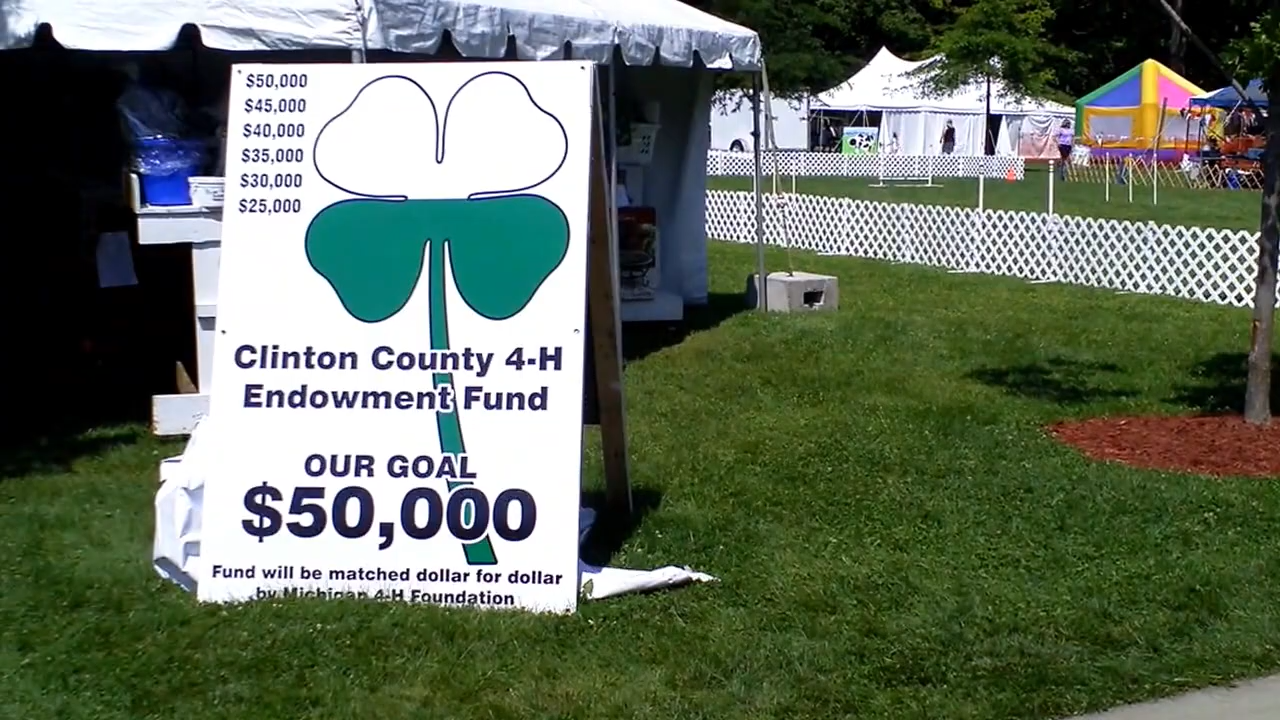 $50,000
$45,000
$40,000
$35,000
$30,000
$25,000
Clinton County 4-H
Endowment Fund
OUR GOAL
$50,000
Fund will be matched dollar for dollar
by Michigan 4-H Foundation